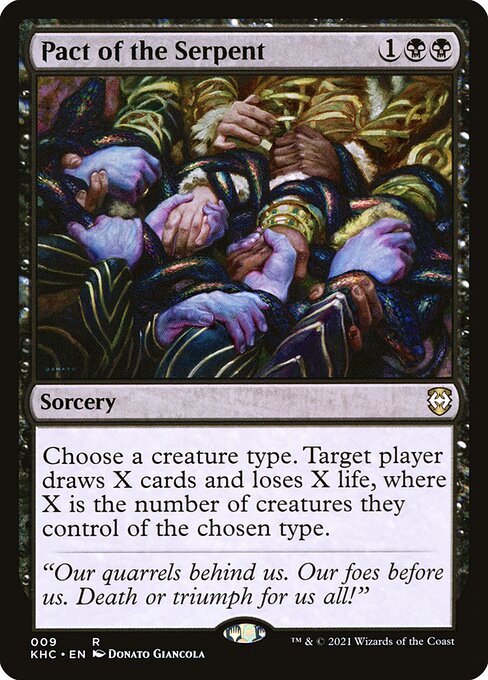 Pact of the Serpent 1
DONATO
Sorcery
Choose a creature type. Target player
draws X cards and loses X life, where
X is the number of creatures they
control of the chosen type.
“Our quarrels behind us. Our foes before
us. Death or triumph for us all!”
009 R
KHC • EN Donato Giancola
™ & © 2021 Wizards of the Coast